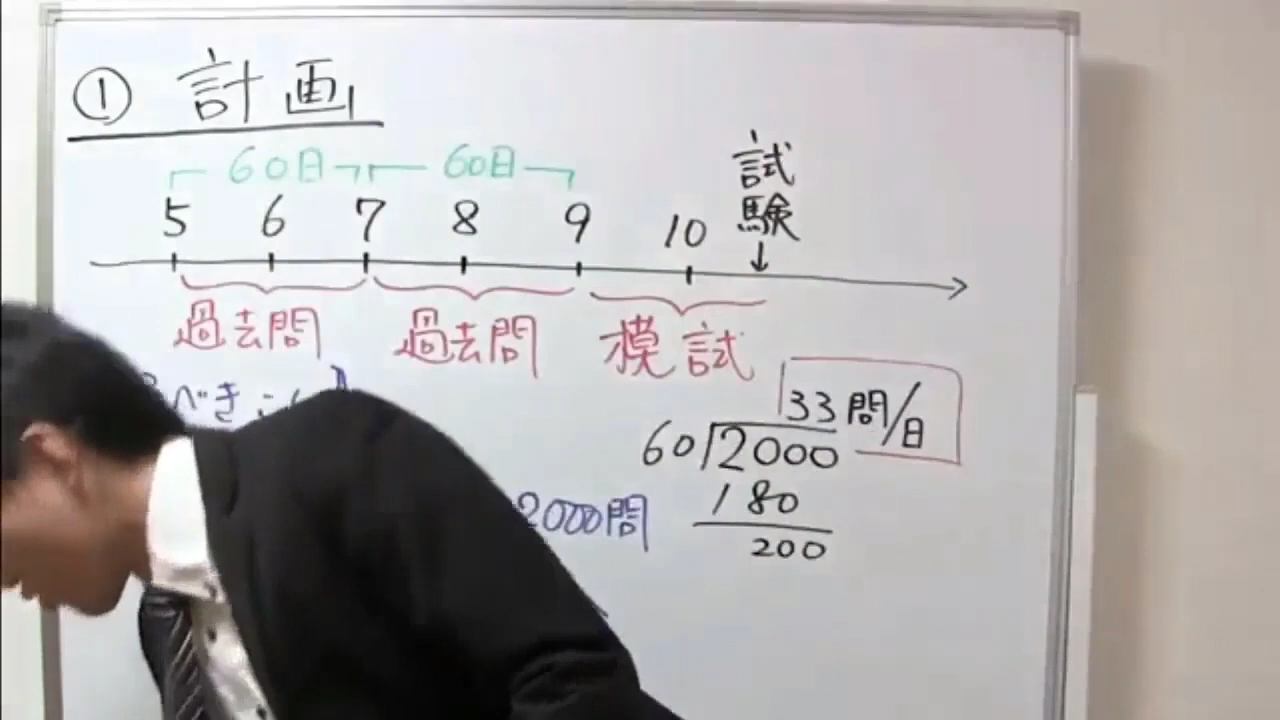 ① 計画
60日 60日
5 6 7 8 9 10 試験
↓
過去問 過去問 模試
べき
33問/日
60)2000
2000問 180
200